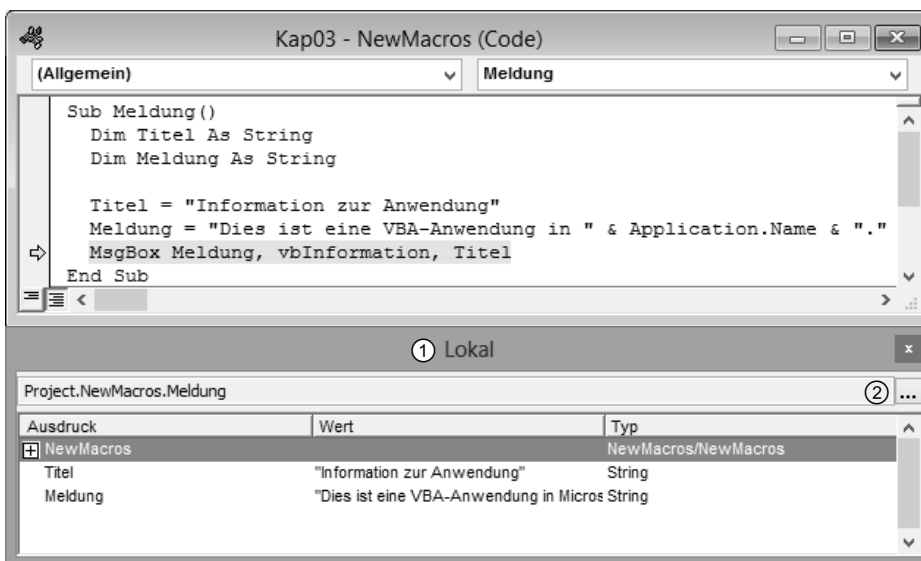 Kap03 - NewMacros (Code)
(Allgemein) Meldung
Sub Meldung()
Dim Titel As String
Dim Meldung As String
Titel = "Information zur Anwendung"
Meldung = "Dies ist eine VBA-Anwendung in " & Application.Name & "."
MsgBox Meldung, vbInformation, Titel
End Sub
1 Lokal
Project.NewMacros.Meldung 2 ...
Ausdruck Wert Typ
NewMacros NewMacros/NewMacros
Titel "Information zur Anwendung" String
Meldung "Dies ist eine VBA-Anwendung in Micros String